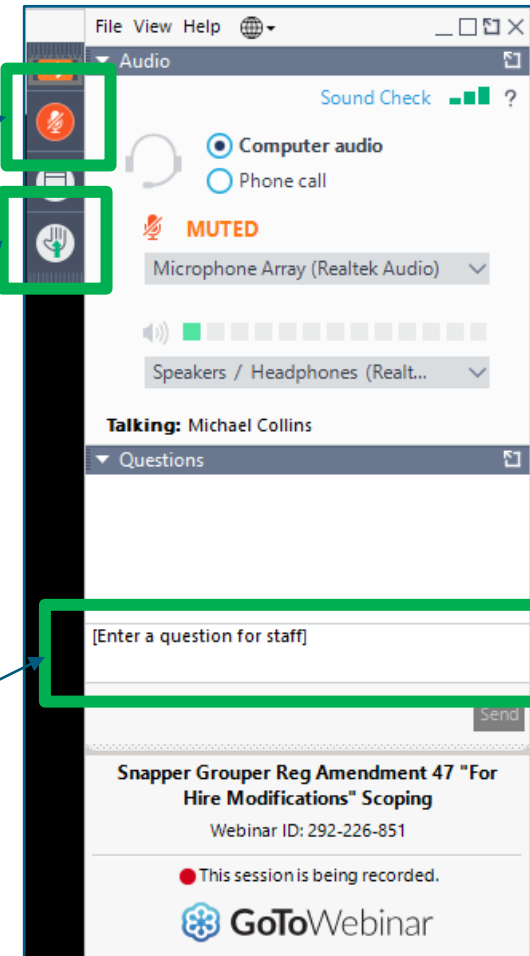 File View Help
Audio
Sound Check ?
Computer audio
Phone call
MUTED
Microphone Array (Realtek Audio)
Speakers / Headphones (Realt...
Talking: Michael Collins
Questions
[Enter a question for staff]
Send
Snapper Grouper Reg Amendment 47 "For
Hire Modifications" Scoping
Webinar ID: 292-226-851
This session is being recorded.
GoToWebinar